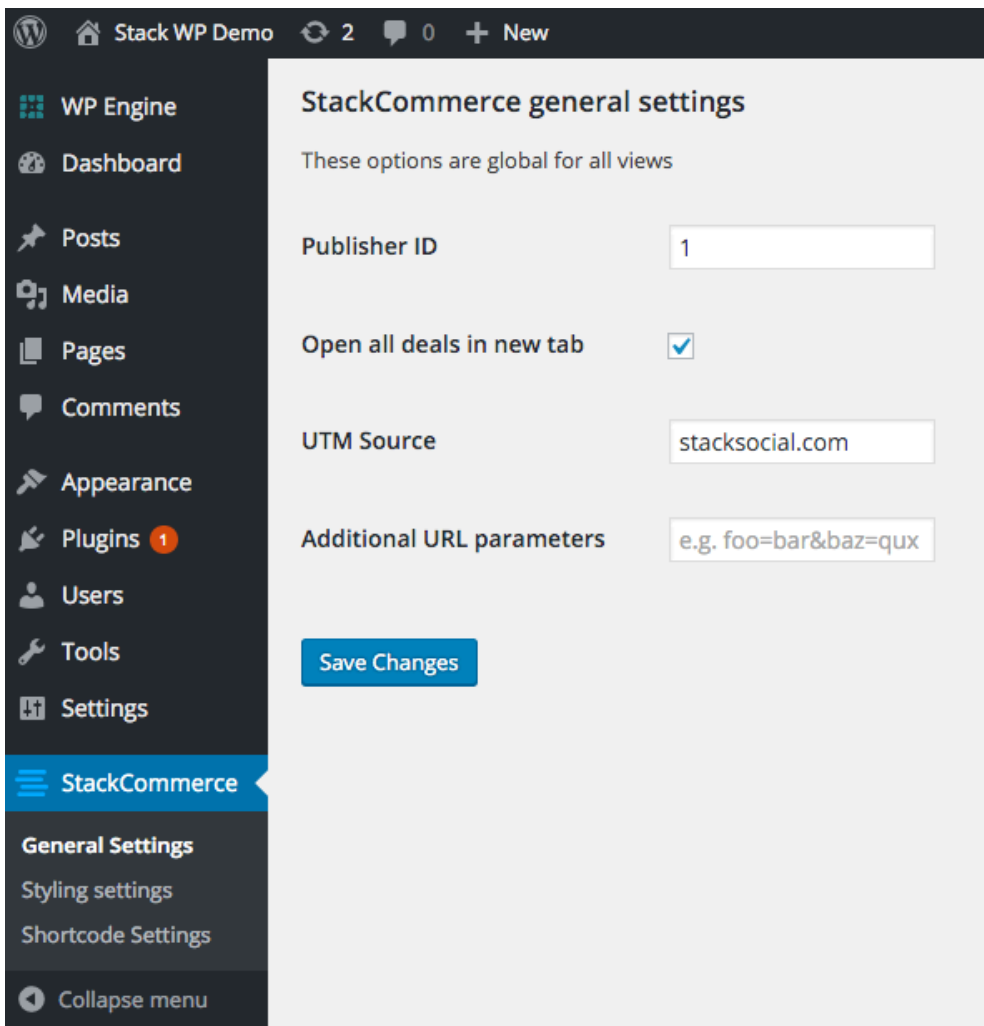 Stack WP Demo 2 0 + New
WP Engine
Dashboard
Posts
Media
Pages
Comments
Appearance
Plugins 1
Users
Tools
Settings
StackCommerce
General Settings
Styling settings
Shortcode Settings
Collapse menu
StackCommerce general settings
These options are global for all views
Publisher ID 1
Open all deals in new tab
UTM Source stacksocial.com
Additional URL parameters e.g. foo=bar&baz=qux
Save Changes